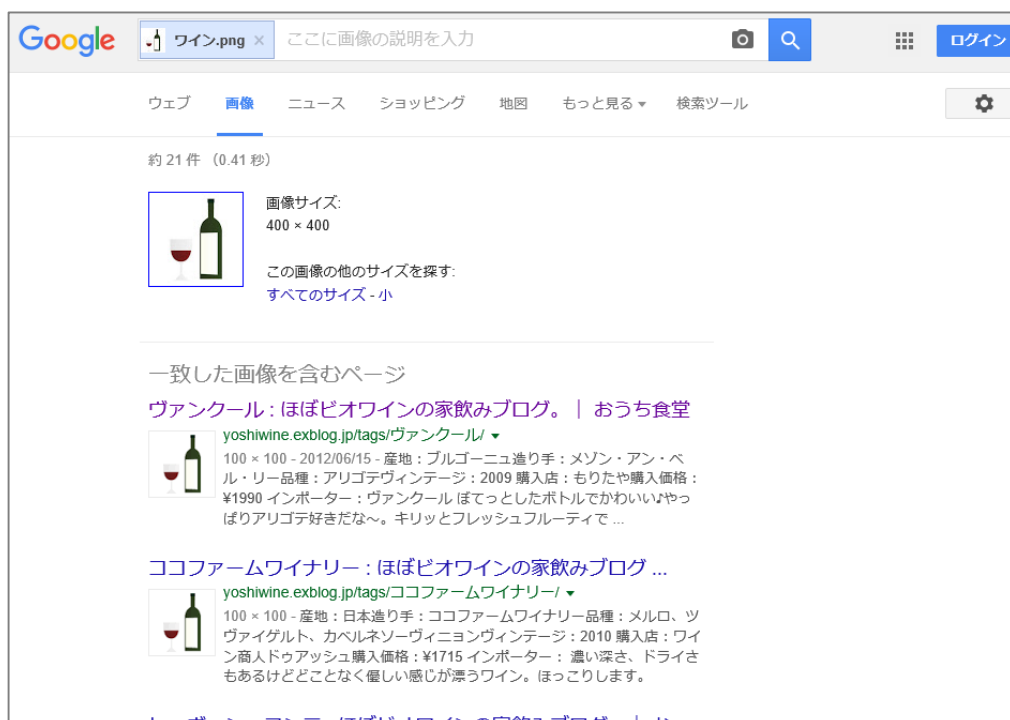 Google
ワイン.png ×
ここに画像の説明を入力
ログイン
ウェブ 画像 ニュース ショッピング 地図 もっと見る 検索ツール
約 21 件 （0.41 秒）
画像サイズ:
400 × 400
この画像の他のサイズを探す:
すべてのサイズ - 小
一致した画像を含むページ
ヴァンクール : ほぼビオワインの家飲みブログ。｜ おうち食堂
yoshiwine.exblog.jp/tags/ヴァンクール/
100 × 100 - 2012/06/15 - 産地：ブルゴーニュ造り手：メゾン・アン・ベ
ル・リー品種：アリゴテヴィンテージ：2009 購入店：もりたや購入価格：
¥1990 インポーター：ヴァンクール ぽてっとしたボトルでかわいい♪やっ
ぱりアリゴテ好きだな～。キリッとフレッシュフルーティで ...
ココファームワイナリー : ほぼビオワインの家飲みブログ ...
yoshiwine.exblog.jp/tags/ココファームワイナリー/
100 × 100 - 産地：日本造り手：ココファームワイナリー品種：メルロ、ツ
ヴァイゲルト、カベルネソーヴィニヨンヴィンテージ：2010 購入店：ワイ
ン商人ドゥアッシュ購入価格：¥1715 インポーター： 濃い深さ、ドライさ
もあるけどどことなく優しい感じが漂うワイン。ほっこりします。